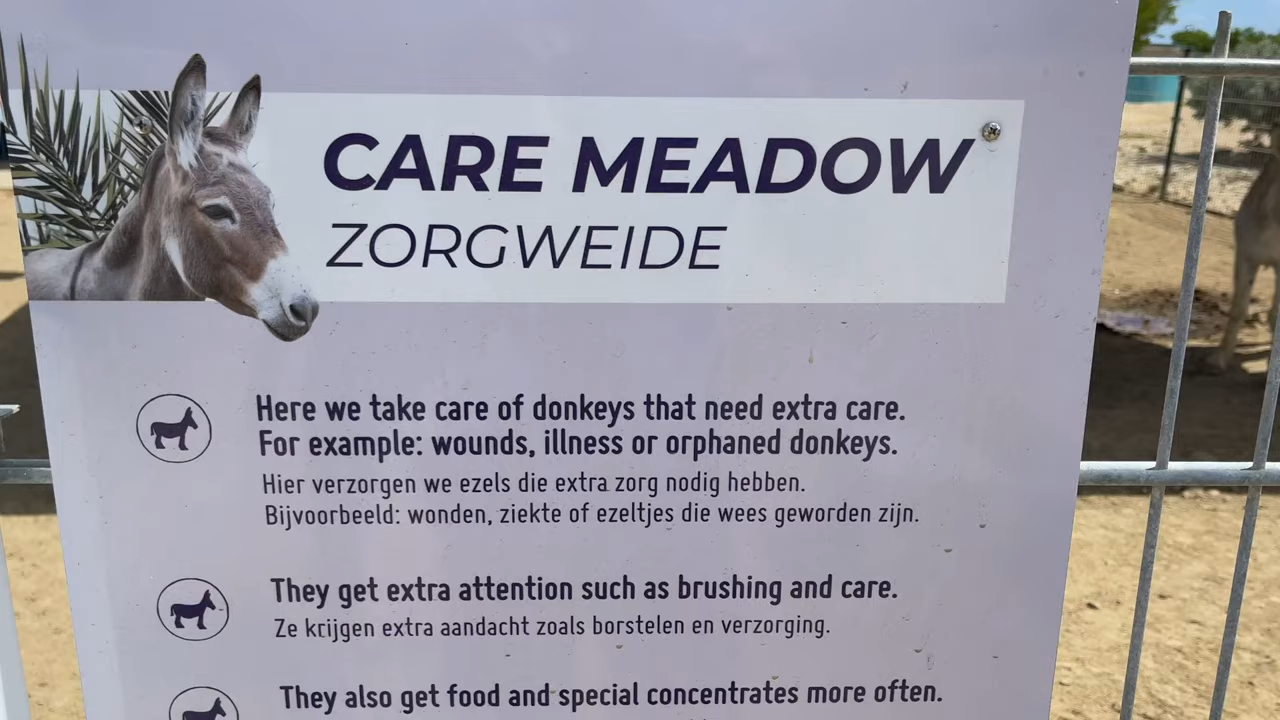 CARE MEADOW
ZORGWEIDE
Here we take care of donkeys that need extra care.
For example: wounds, illness or orphaned donkeys.
Hier verzorgen we ezels die extra zorg nodig hebben.
Bijvoorbeeld: wonden, ziekte of ezeltjes die wees geworden zijn.
They get extra attention such as brushing and care.
Ze krijgen extra aandacht zoals borstelen en verzorging.
They also get food and special concentrates more often.